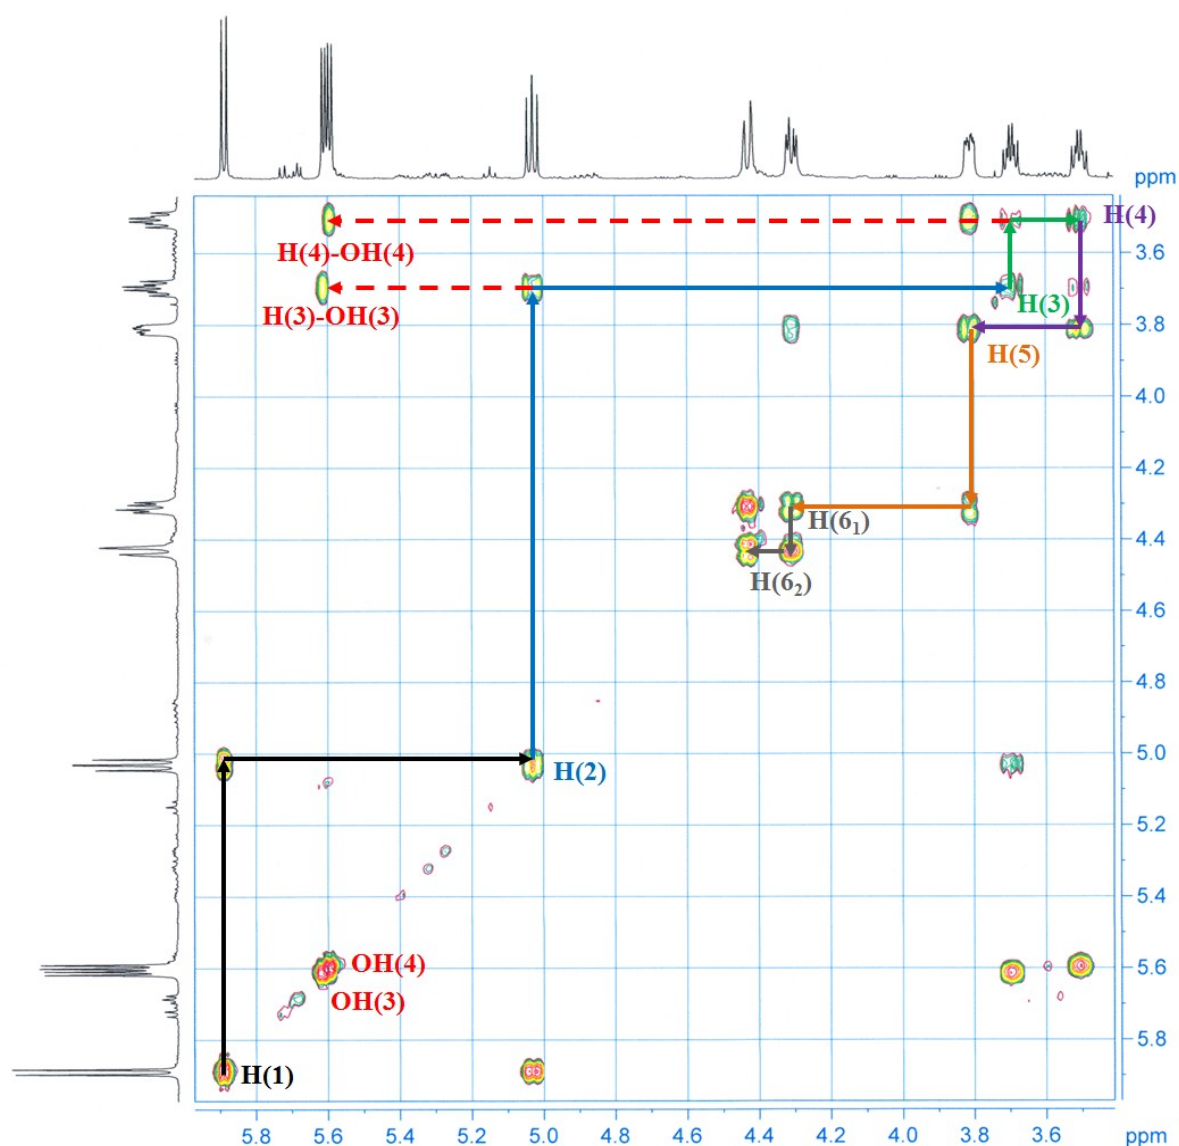 ppm
H(4)
3.6
H(4)-OH(4)
H(3)
H(3)-OH(3)
3.8
H(5)
4.0
4.2
H(6₁)
4.4
H(6₂)
4.6
4.8
5.0
H(2)
5.2
5.4
OH(4)
5.6
OH(3)
5.8
H(1)
5.8 5.6 5.4 5.2 5.0 4.8 4.6 4.4 4.2 4.0 3.8 3.6 ppm